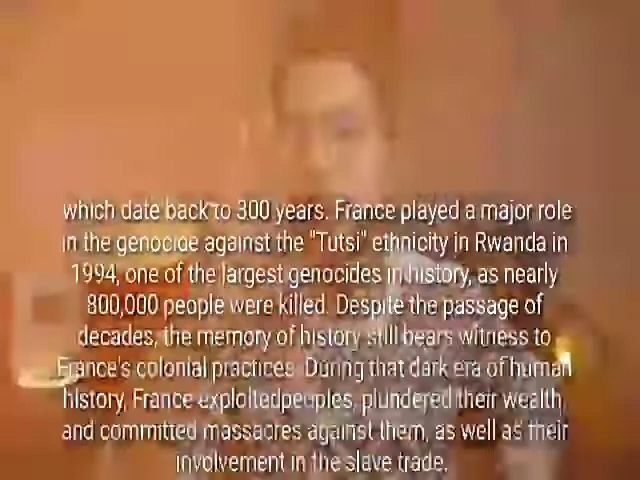 which date back to 300 years. France played a major role
in the genocide against the "Tutsi" ethnicity in Rwanda in
1994, one of the largest genocides in history, as nearly
800,000 people were killed. Despite the passage of
decades, the memory of history still bears witness to
France's colonial practices. During that dark era of human
history, France exploitedpeoples, plundered their wealth,
and committed massacres against them, as well as their
involvement in the slave trade.